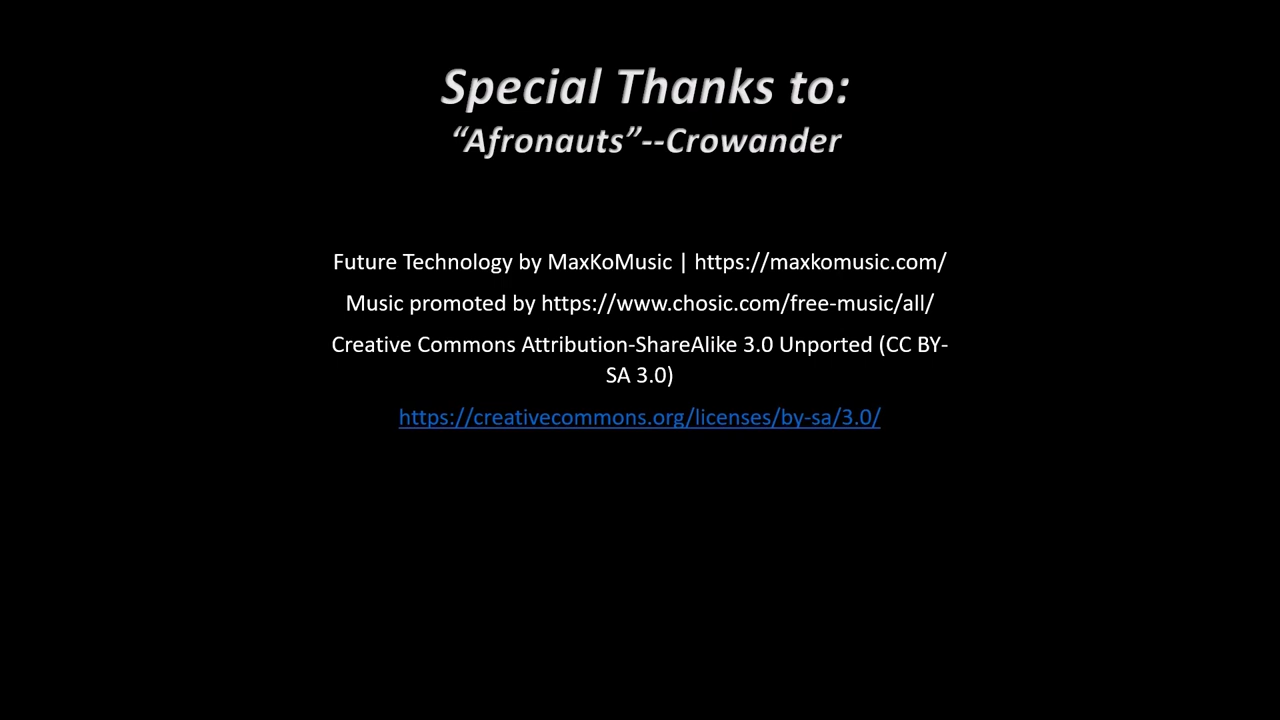 Special Thanks to:
“Afronauts”--Crowander
Future Technology by MaxKoMusic | https://maxkomusic.com/
Music promoted by https://www.chosic.com/free-music/all/
Creative Commons Attribution-ShareAlike 3.0 Unported (CC BY-
SA 3.0)
https://creativecommons.org/licenses/by-sa/3.0/